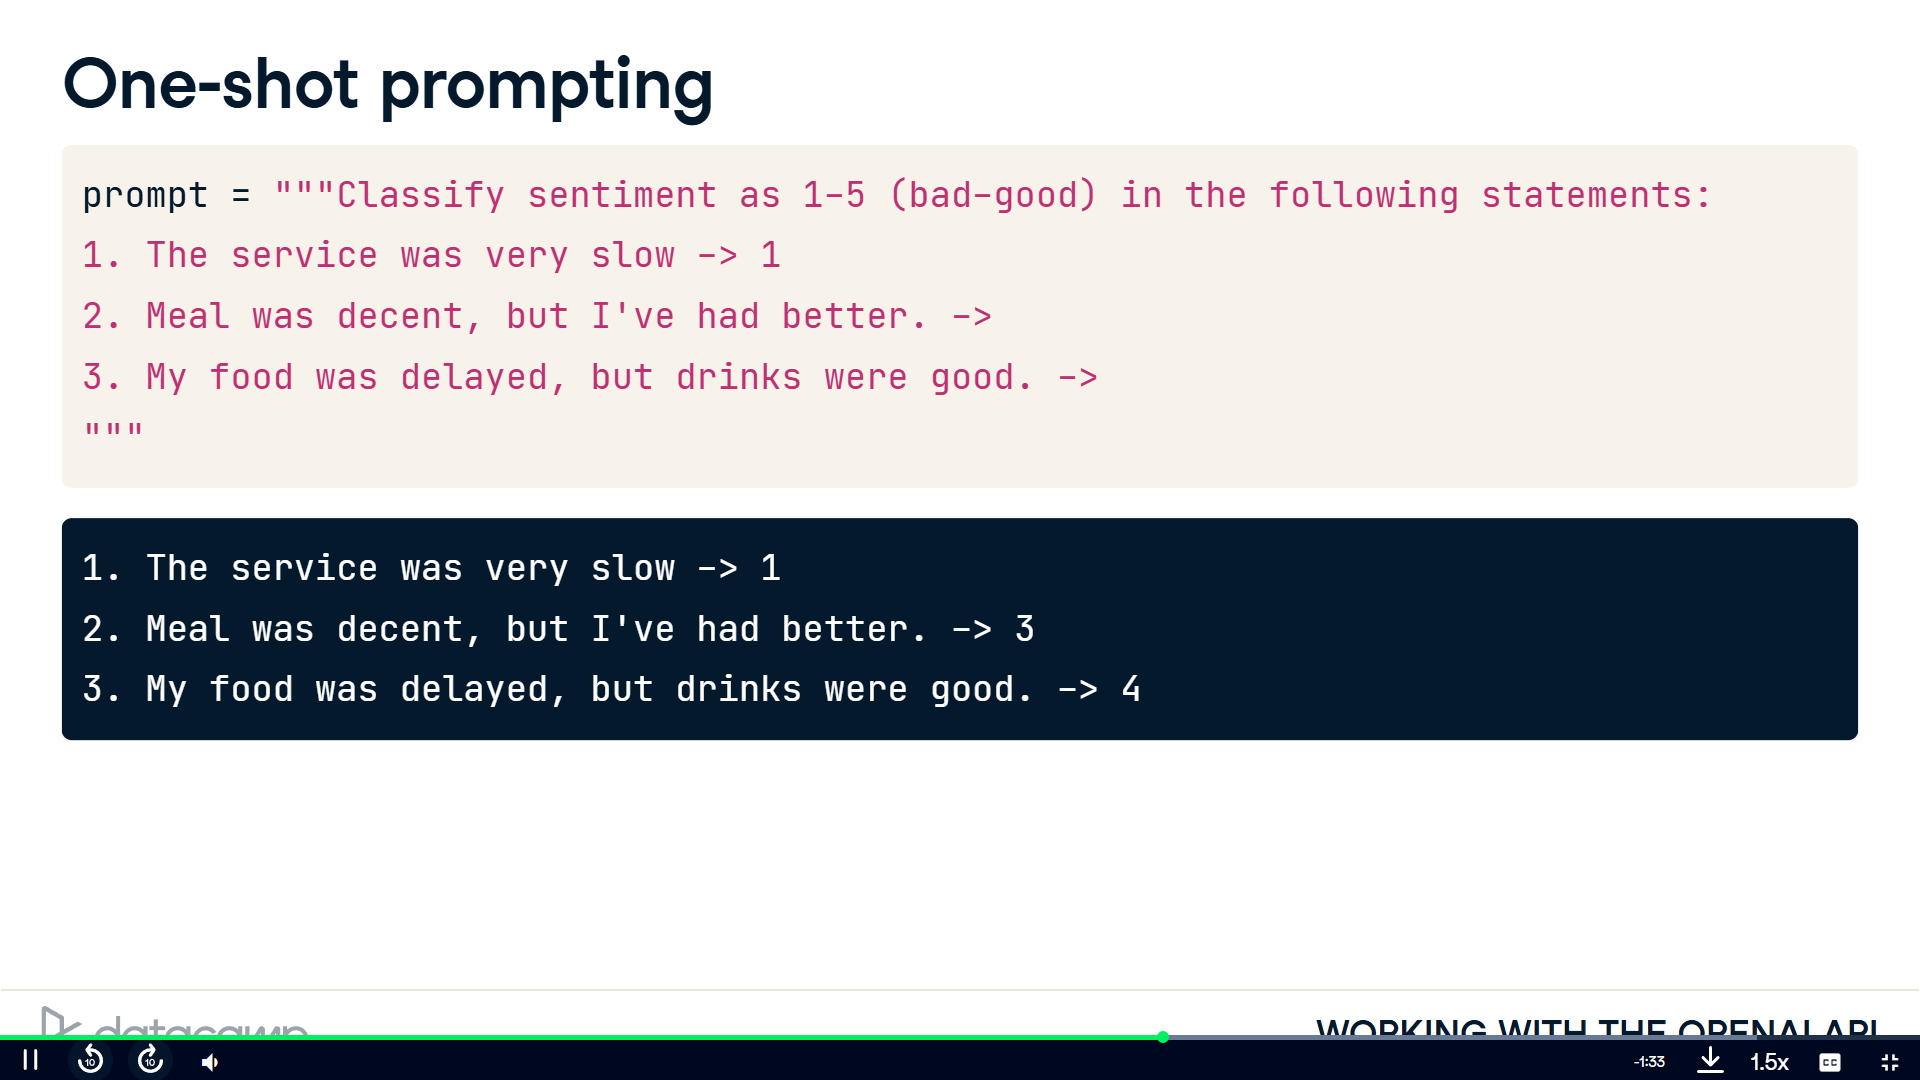 One-shot prompting
prompt = """Classify sentiment as 1-5 (bad-good) in the following statements:
1. The service was very slow -> 1
2. Meal was decent, but I've had better. ->
3. My food was delayed, but drinks were good. ->
"""
1. The service was very slow -> 1
2. Meal was decent, but I've had better. -> 3
3. My food was delayed, but drinks were good. -> 4
datacamp
WORKING WITH THE OPENAI API
10
10
-1:33
1.5x
CC